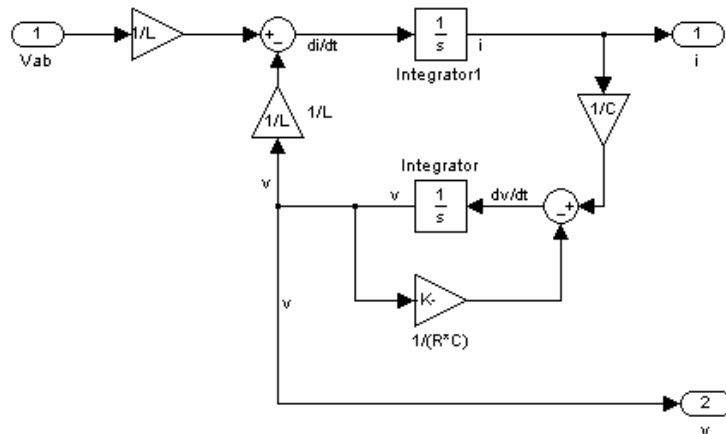 1
Vab
1/L
+
-
di/dt
1
s
Integrator1
i
1
i
1/L
1/L
1/C
v
Integrator
v
1
s
dv/dt
-
+
v
-K-
1/(R*C)
2
v